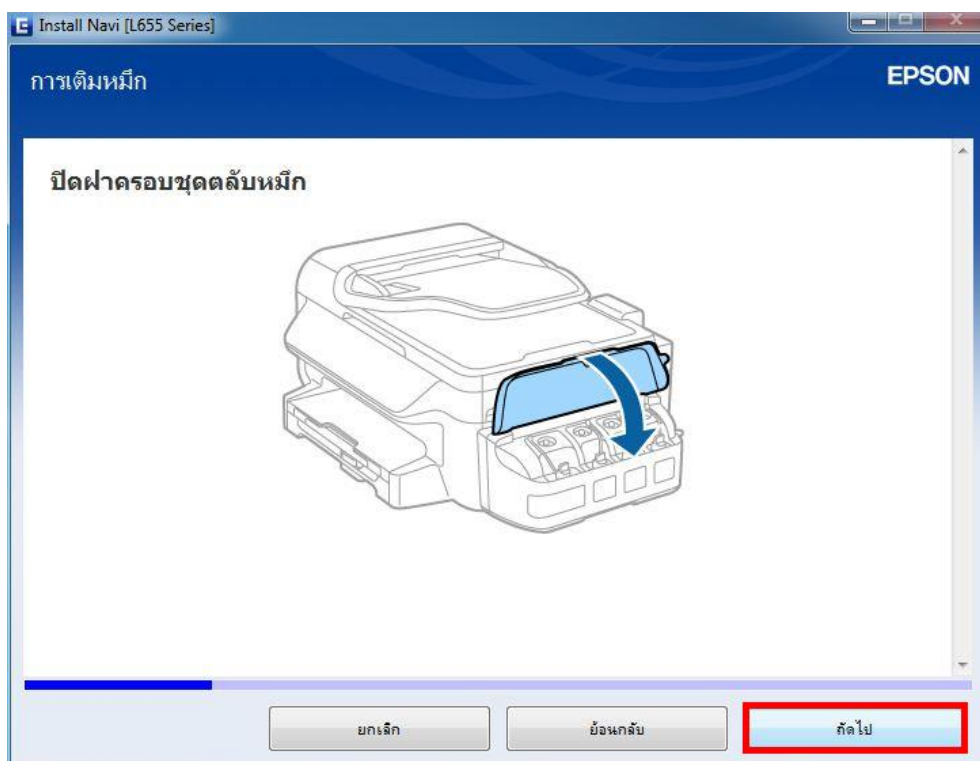 Install Navi [L655 Series]
การเติมหมึก
EPSON
ปิดฝาครอบชุดตลับหมึก
ยกเลิก
ย้อนกลับ
ถัดไป